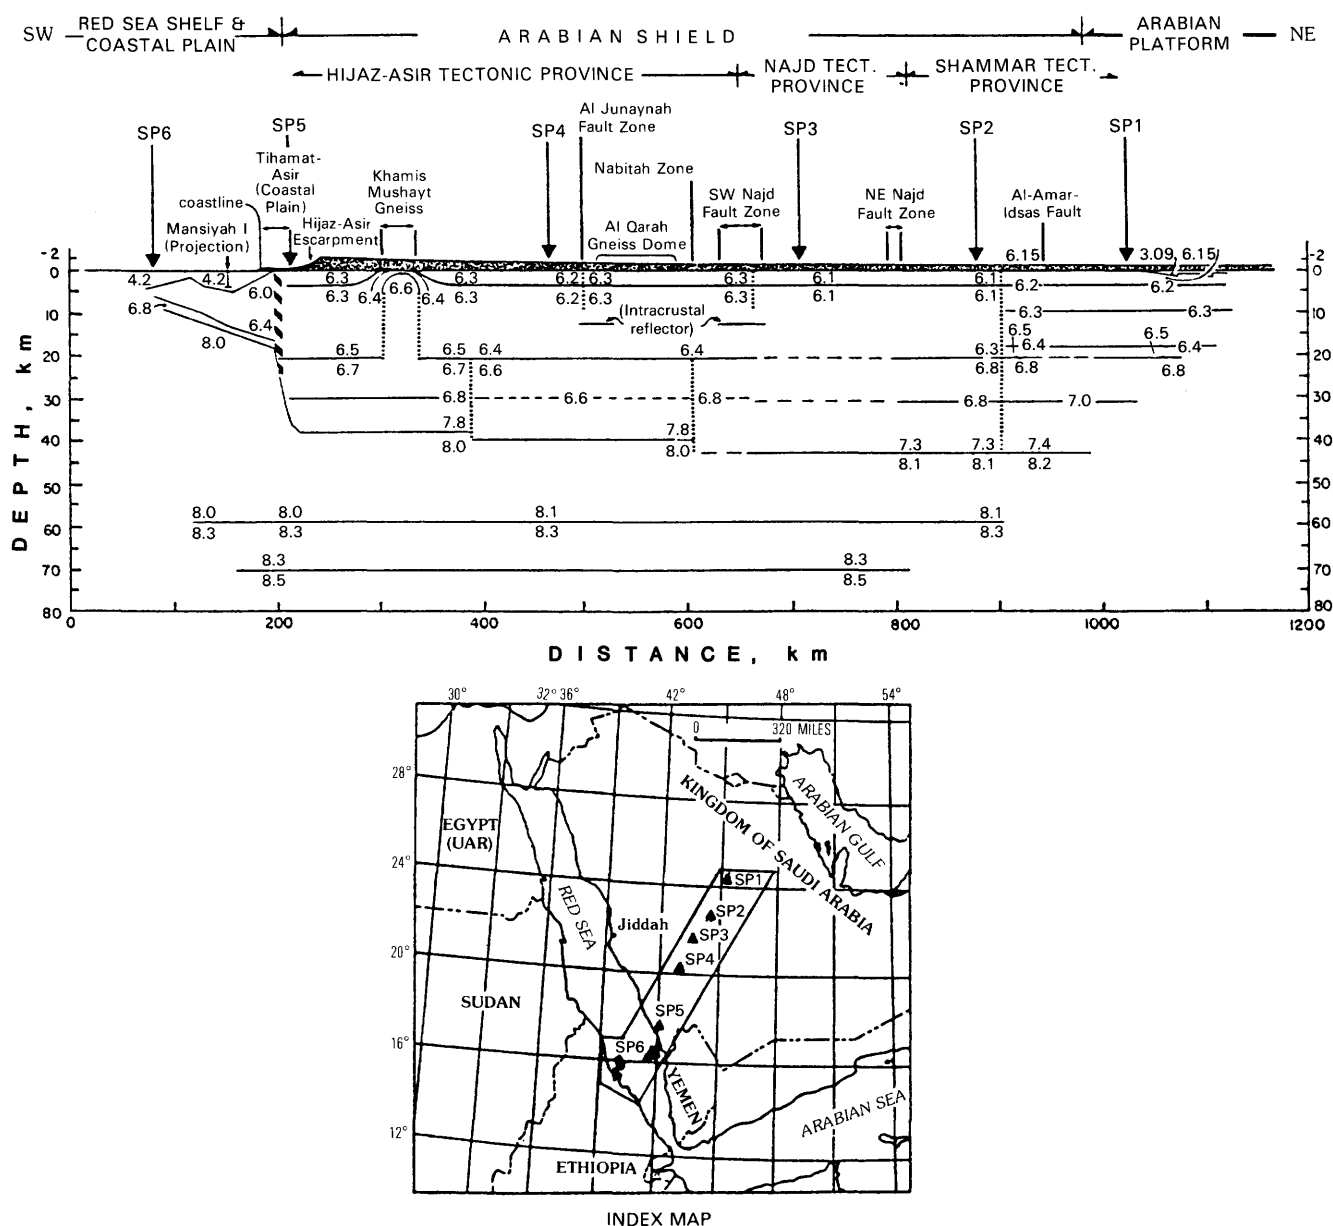 SW RED SEA SHELF &
COASTAL PLAIN
ARABIAN SHIELD
ARABIAN
PLATFORM NE
HIJAZ-ASIR TECTONIC PROVINCE
NAJD TECT.
PROVINCE
SHAMMAR TECT.
PROVINCE
SP6
SP5
SP4
Al Junaynah
Fault Zone
SP3
SP2
SP1
Tihamat-
Asir
(Coastal
Plain)
Khamis
Mushayt
Gneiss
Nabitah Zone
SW Najd
Fault Zone
NE Najd
Fault Zone
Al-Amar-
Idsas Fault
coastline
Mansiyah I
(Projection)
Hijaz-Asir
Escarpment
Al Qarah
Gneiss Dome
-2 6.15 3.09 6.15 -2
0 4.2 4.2 6.3 6.3 6.2 6.3 6.3 6.1 6.1 6.2 6.2 0
6.0 6.3 6.4 6.6 6.4 6.3 6.2 6.3 6.3 6.1 6.1
6.8 6.3 6.3
10 (Intracrustal
reflector) 10
6.4 6.5 6.5
8.0 6.5 6.5 6.4 6.4 6.3 6.4 6.4
20 6.7 6.7 6.6 6.8 6.8 6.8 20
30 6.8 6.6 6.8 6.8 7.0 30
7.8 7.8
40 8.0 8.0 7.3 7.3 7.4 40
8.1 8.1 8.2
50 50
8.0 8.0 8.1 8.1
60 8.3 8.3 8.3 8.3 60
8.3 8.3
70 8.5 8.5 70
80 80
DEPTH, km
0 200 400 600 800 1000 1200
DISTANCE, km
30° 32° 36° 42° 48° 54°
0 320 MILES
28°
KINGDOM OF SAUDI ARABIA
ARABIAN GULF
EGYPT
(UAR)
24°
SP1
RED SEA
Jiddah
SP2
SP3
SP4
20°
SUDAN
SP5
16°
SP6
YEMEN
ARABIAN SEA
12°
ETHIOPIA
INDEX MAP